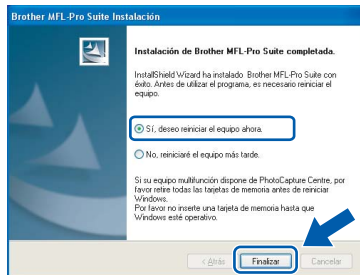 Brother MFL-Pro Suite Instalación
Instalación de Brother MFL-Pro Suite completada.
InstallShield Wizard ha instalado Brother MFL-Pro Suite con
éxito. Antes de utilizar el programa, es necesario reiniciar el
equipo.
Sí, deseo reiniciar el equipo ahora.
No, reiniciaré el equipo más tarde.
Si su equipo multifunción dispone de PhotoCapture Centre, por
favor retire todas las tarjetas de memoria antes de reiniciar
Windows.
Por favor no inserte una tarjeta de memoria hasta que
Windows esté operativo.
< Atrás Finalizar Cancelar